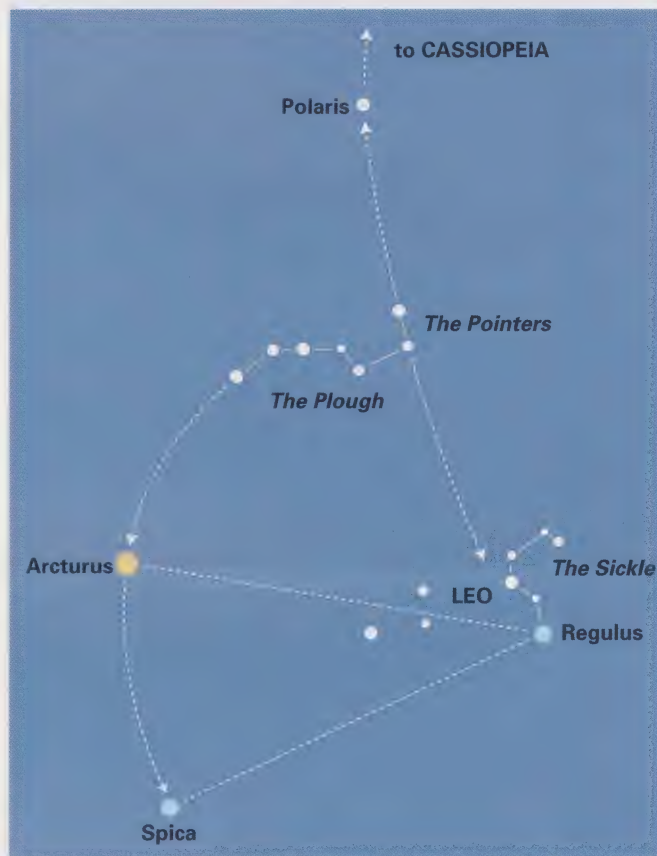 to CASSIOPEIA
Polaris
The Pointers
The Plough
Arcturus
The Sickle
LEO
Regulus
Spica